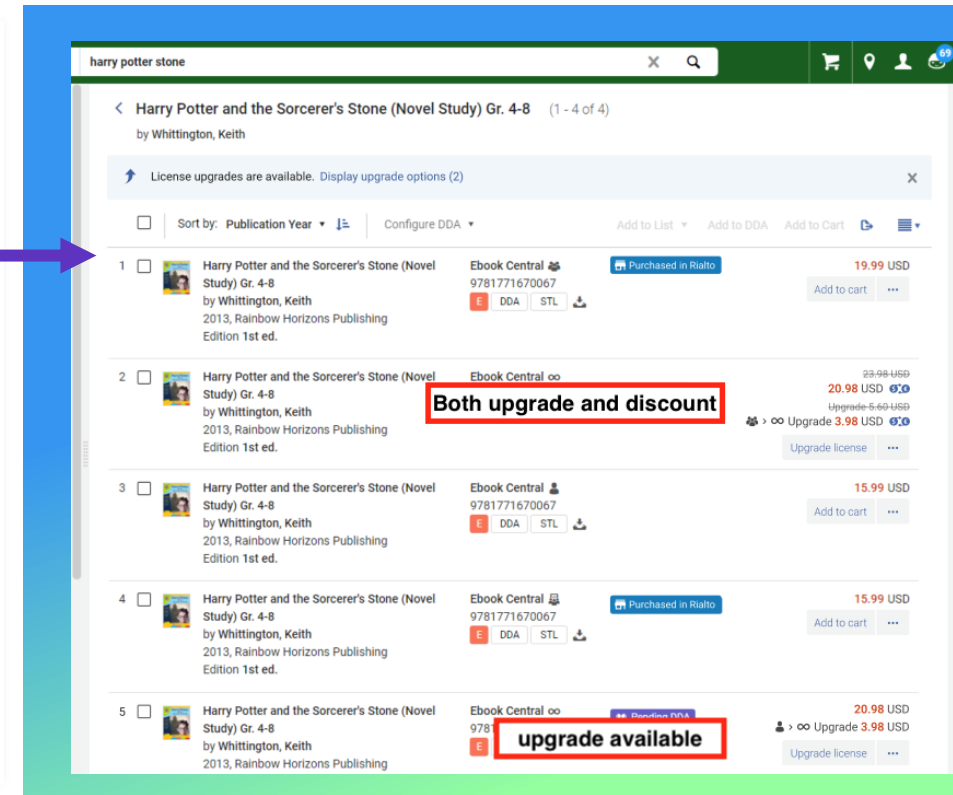 harry potter stone
69
Harry Potter and the Sorcerer's Stone (Novel Study) Gr. 4-8 (1 - 4 of 4)
by Whittington, Keith
License upgrades are available. Display upgrade options (2)
Sort by: Publication Year Configure DDA Add to List Add to DDA Add to Cart
1 Harry Potter and the Sorcerer's Stone (Novel Ebook Central Purchased in Rialto 19.99 USD
Study) Gr. 4-8 9781771670067 Add to cart
by Whittington, Keith E DDA STL
2013, Rainbow Horizons Publishing
Edition 1st ed.
2 Harry Potter and the Sorcerer's Stone (Novel Ebook Central 23.98 USD
Study) Gr. 4-8 20.98 USD
Both upgrade and discount
by Whittington, Keith Upgrade 5.60 USD
2013, Rainbow Horizons Publishing > Upgrade 3.98 USD
Edition 1st ed. Upgrade license
3 Harry Potter and the Sorcerer's Stone (Novel Ebook Central 15.99 USD
Study) Gr. 4-8 9781771670067 Add to cart
by Whittington, Keith E DDA STL
2013, Rainbow Horizons Publishing
Edition 1st ed.
4 Harry Potter and the Sorcerer's Stone (Novel Ebook Central Purchased in Rialto 15.99 USD
Study) Gr. 4-8 9781771670067 Add to cart
by Whittington, Keith E DDA STL
2013, Rainbow Horizons Publishing
Edition 1st ed.
5 Harry Potter and the Sorcerer's Stone (Novel Ebook Central Pending DDA 20.98 USD
Study) Gr. 4-8 978 > Upgrade 3.98 USD
upgrade available
by Whittington, Keith E Upgrade license
2013, Rainbow Horizons Publishing